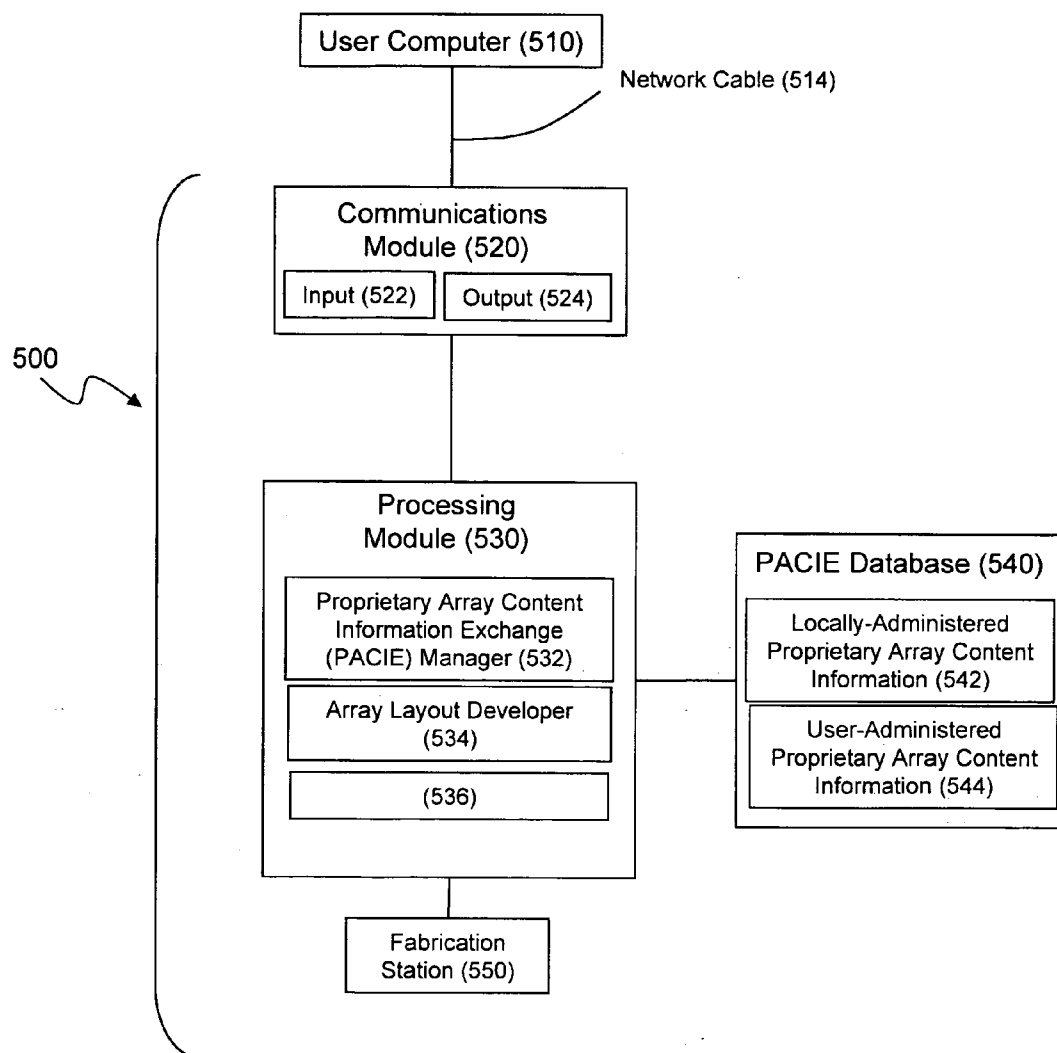 User Computer (510)
Network Cable (514)
Communications
Module (520)
Input (522)
Output (524)
500
Processing
Module (530)
Proprietary Array Content
Information Exchange
(PACIE) Manager (532)
Array Layout Developer
(534)
(536)
PACIE Database (540)
Locally-Administered
Proprietary Array Content
Information (542)
User-Administered
Proprietary Array Content
Information (544)
Fabrication
Station (550)